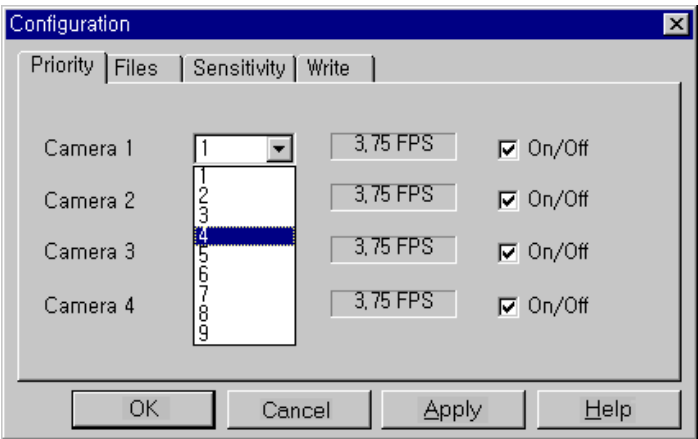 Configuration
Priority Files Sensitivity Write
Camera 1 1 3,75 FPS On/Off
1
Camera 2 2 3,75 FPS On/Off
3
4
Camera 3 5 3,75 FPS On/Off
6
7
Camera 4 8 3,75 FPS On/Off
9
OK Cancel Apply Help